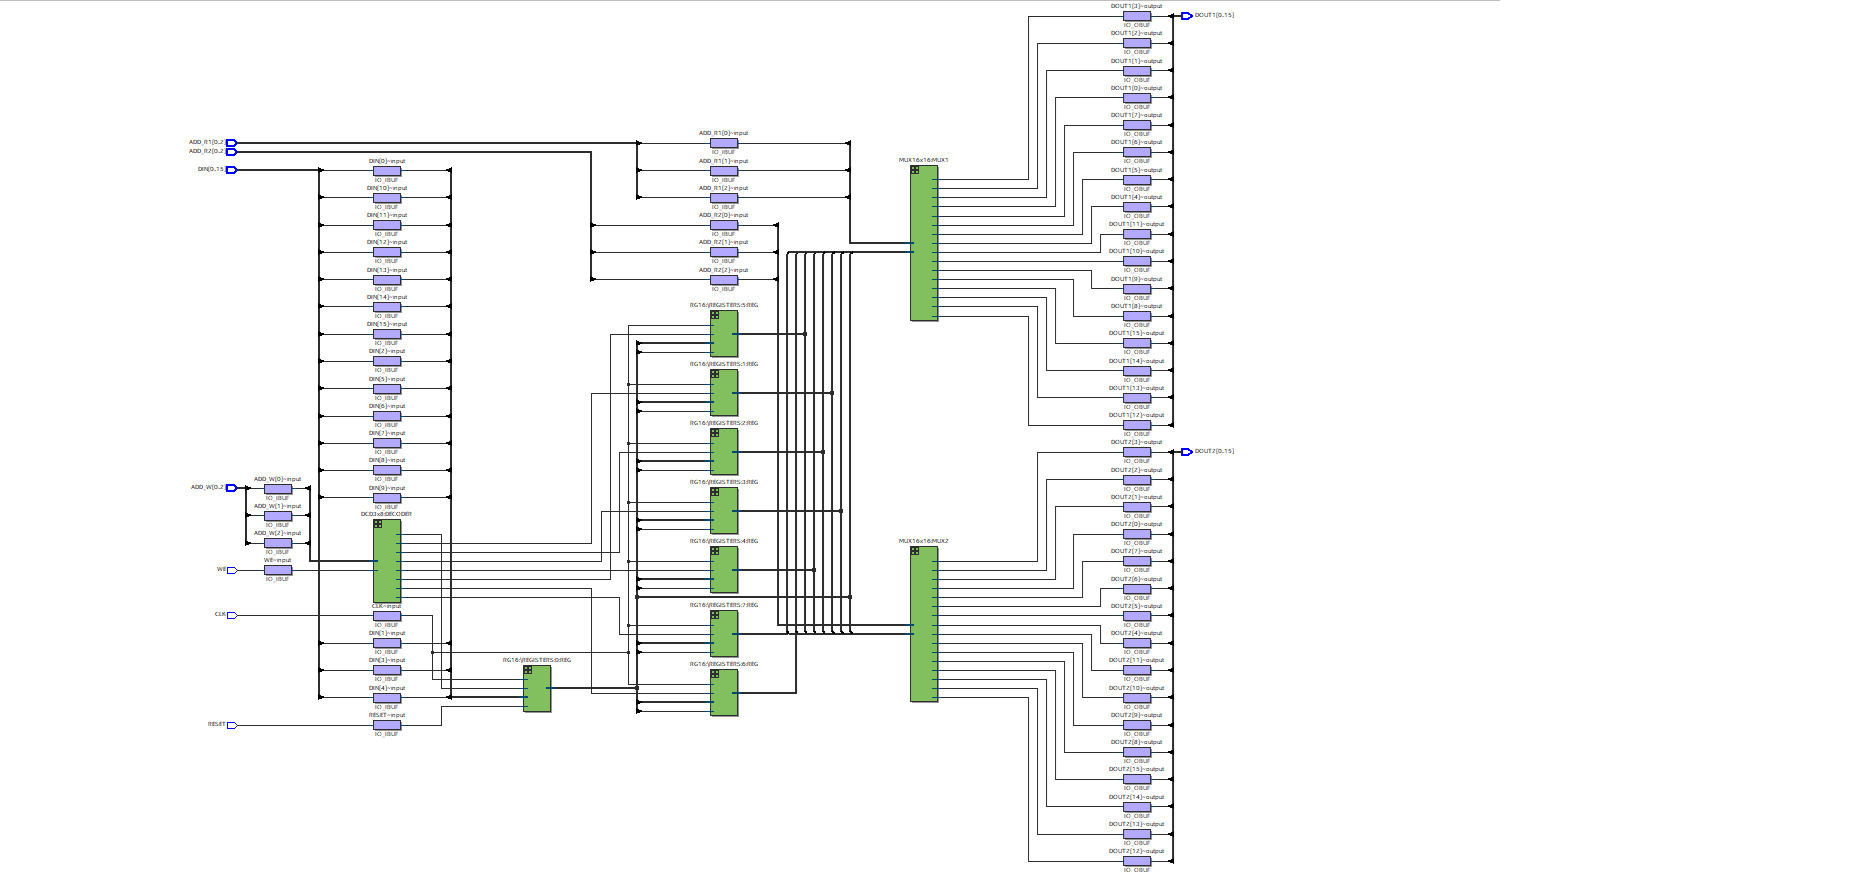 ADD_R1[0..2]
ADD_R2[0..2]
DIN[0..15]
ADD_W[0..2]
WE
CLK
RESET
ADD_W[0]~input
IO_IBUF
ADD_W[1]~input
IO_IBUF
ADD_W[2]~input
IO_IBUF
WE~input
IO_IBUF
DIN[0]~input
IO_IBUF
DIN[10]~input
IO_IBUF
DIN[11]~input
IO_IBUF
DIN[12]~input
IO_IBUF
DIN[13]~input
IO_IBUF
DIN[14]~input
IO_IBUF
DIN[15]~input
IO_IBUF
DIN[2]~input
IO_IBUF
DIN[5]~input
IO_IBUF
DIN[6]~input
IO_IBUF
DIN[7]~input
IO_IBUF
DIN[8]~input
IO_IBUF
DIN[9]~input
IO_IBUF
DCD3x8:DECODER
CLK~input
IO_IBUF
DIN[1]~input
IO_IBUF
DIN[3]~input
IO_IBUF
DIN[4]~input
IO_IBUF
RESET~input
IO_IBUF
RG16:\REGISTERS:0:REG
ADD_R1[0]~input
IO_IBUF
ADD_R1[1]~input
IO_IBUF
ADD_R1[2]~input
IO_IBUF
ADD_R2[0]~input
IO_IBUF
ADD_R2[1]~input
IO_IBUF
ADD_R2[2]~input
IO_IBUF
RG16:\REGISTERS:5:REG
RG16:\REGISTERS:1:REG
RG16:\REGISTERS:2:REG
RG16:\REGISTERS:3:REG
RG16:\REGISTERS:4:REG
RG16:\REGISTERS:7:REG
RG16:\REGISTERS:6:REG
MUX16x16:MUX1
MUX16x16:MUX2
DOUT1[3]~output
IO_OBUF
DOUT1[2]~output
IO_OBUF
DOUT1[1]~output
IO_OBUF
DOUT1[0]~output
IO_OBUF
DOUT1[7]~output
IO_OBUF
DOUT1[6]~output
IO_OBUF
DOUT1[5]~output
IO_OBUF
DOUT1[4]~output
IO_OBUF
DOUT1[11]~output
IO_OBUF
DOUT1[10]~output
IO_OBUF
DOUT1[9]~output
IO_OBUF
DOUT1[8]~output
IO_OBUF
DOUT1[15]~output
IO_OBUF
DOUT1[14]~output
IO_OBUF
DOUT1[13]~output
IO_OBUF
DOUT1[12]~output
IO_OBUF
DOUT2[3]~output
IO_OBUF
DOUT2[2]~output
IO_OBUF
DOUT2[1]~output
IO_OBUF
DOUT2[0]~output
IO_OBUF
DOUT2[7]~output
IO_OBUF
DOUT2[6]~output
IO_OBUF
DOUT2[5]~output
IO_OBUF
DOUT2[4]~output
IO_OBUF
DOUT2[11]~output
IO_OBUF
DOUT2[10]~output
IO_OBUF
DOUT2[9]~output
IO_OBUF
DOUT2[8]~output
IO_OBUF
DOUT2[15]~output
IO_OBUF
DOUT2[14]~output
IO_OBUF
DOUT2[13]~output
IO_OBUF
DOUT2[12]~output
IO_OBUF
DOUT1[0..15]
DOUT2[0..15]